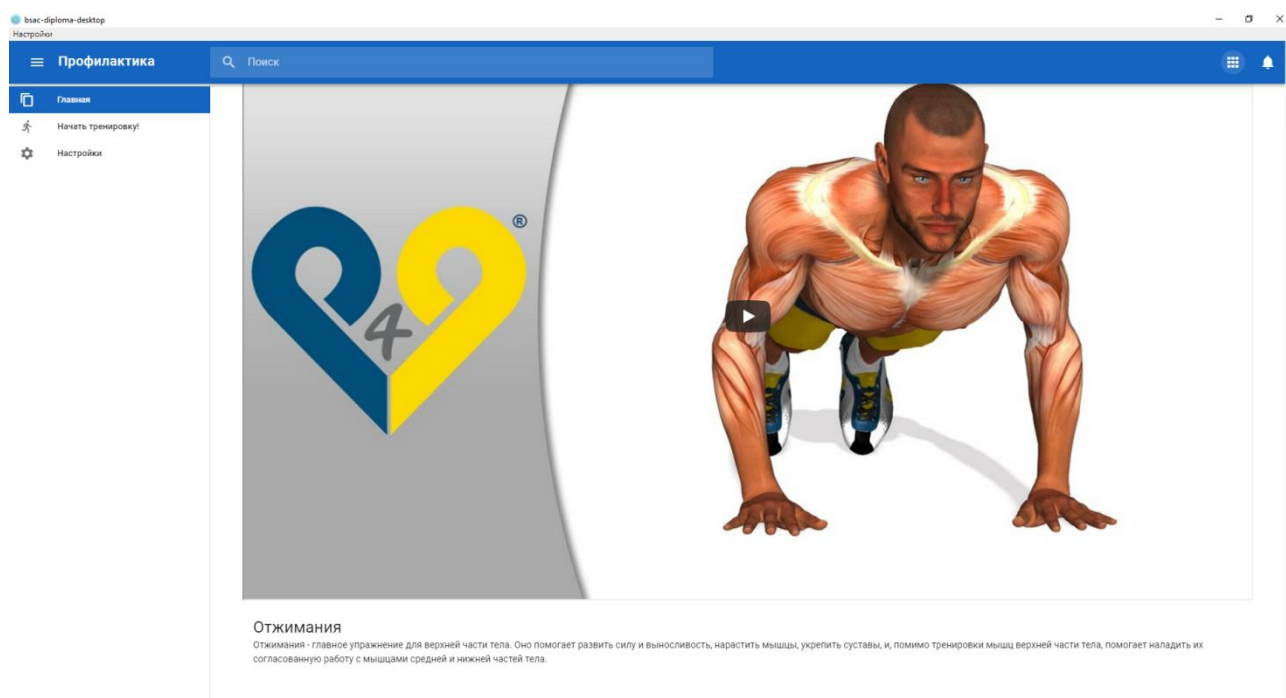 bsac-diploma-desktop
Настройки
Профилактика
Поиск
Главная
Начать тренировку!
Настройки
P4P
®
Отжимания
Отжимания - главное упражнение для верхней части тела. Оно помогает развить силу и выносливость, нарастить мышцы, укрепить суставы, и, помимо тренировки мышц верхней части тела, помогает наладить их
согласованную работу с мышцами средней и нижней частей тела.